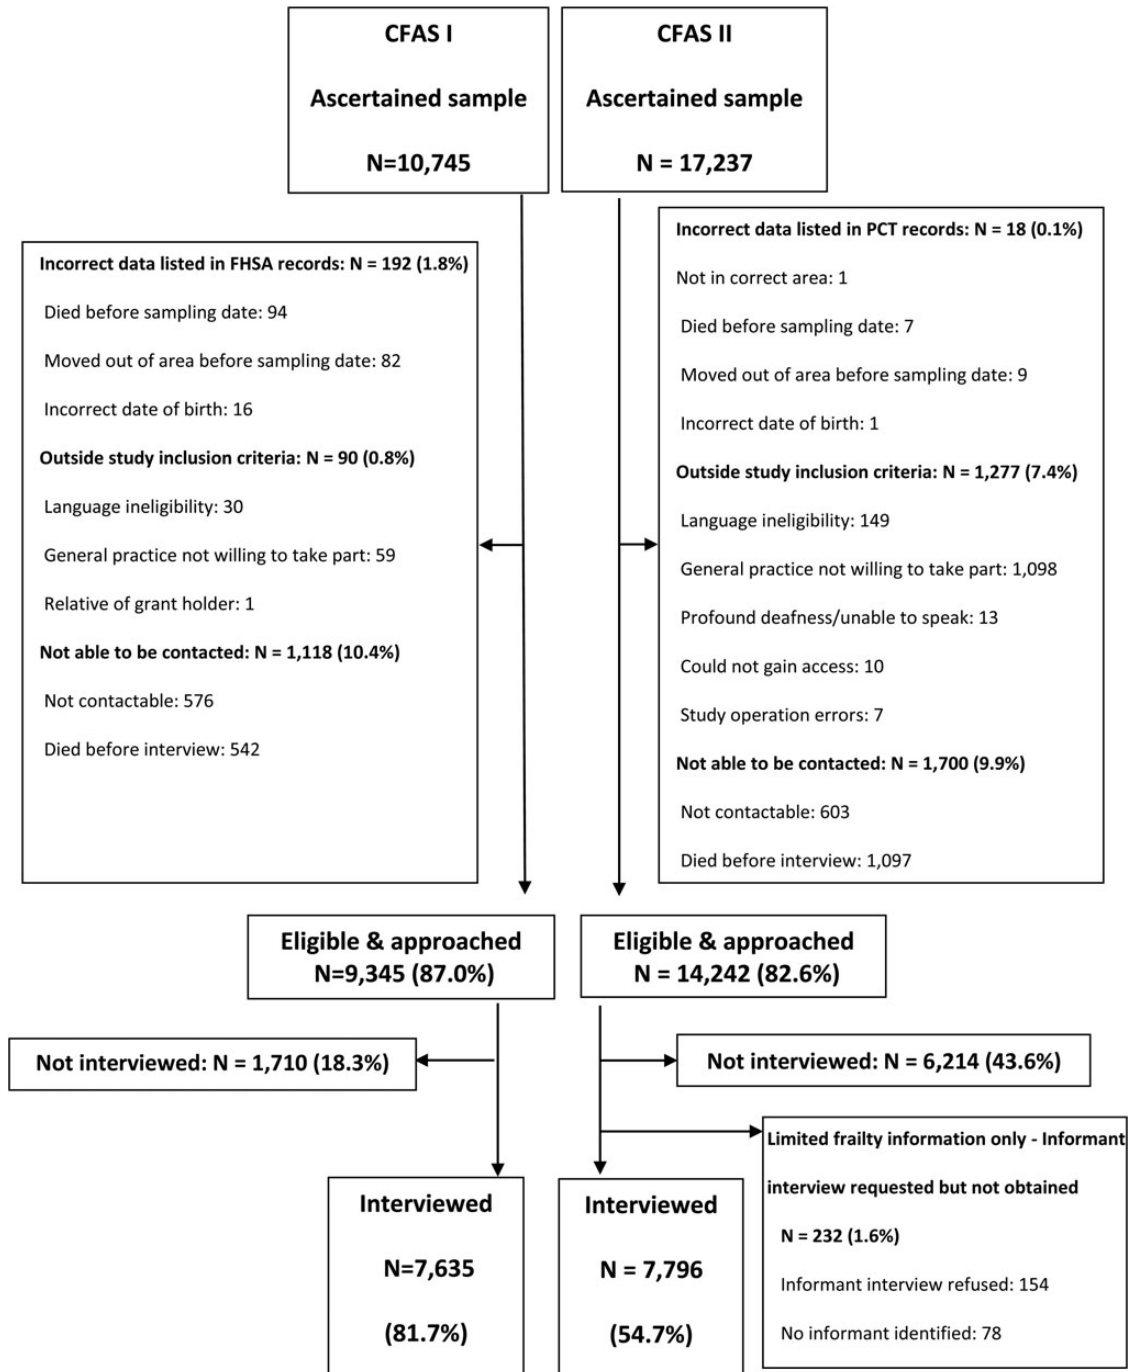 CFAS I
Ascertained sample
N=10,745
CFAS II
Ascertained sample
N = 17,237
Incorrect data listed in FHSA records: N = 192 (1.8%)
Died before sampling date: 94
Moved out of area before sampling date: 82
Incorrect date of birth: 16
Outside study inclusion criteria: N = 90 (0.8%)
Language ineligibility: 30
General practice not willing to take part: 59
Relative of grant holder: 1
Not able to be contacted: N = 1,118 (10.4%)
Not contactable: 576
Died before interview: 542
Incorrect data listed in PCT records: N = 18 (0.1%)
Not in correct area: 1
Died before sampling date: 7
Moved out of area before sampling date: 9
Incorrect date of birth: 1
Outside study inclusion criteria: N = 1,277 (7.4%)
Language ineligibility: 149
General practice not willing to take part: 1,098
Profound deafness/unable to speak: 13
Could not gain access: 10
Study operation errors: 7
Not able to be contacted: N = 1,700 (9.9%)
Not contactable: 603
Died before interview: 1,097
Eligible & approached
N=9,345 (87.0%)
Eligible & approached
N = 14,242 (82.6%)
Not interviewed: N = 1,710 (18.3%)
Not interviewed: N = 6,214 (43.6%)
Limited frailty information only - Informant
interview requested but not obtained
N = 232 (1.6%)
Informant interview refused: 154
No informant identified: 78
Interviewed
N=7,635
(81.7%)
Interviewed
N = 7,796
(54.7%)